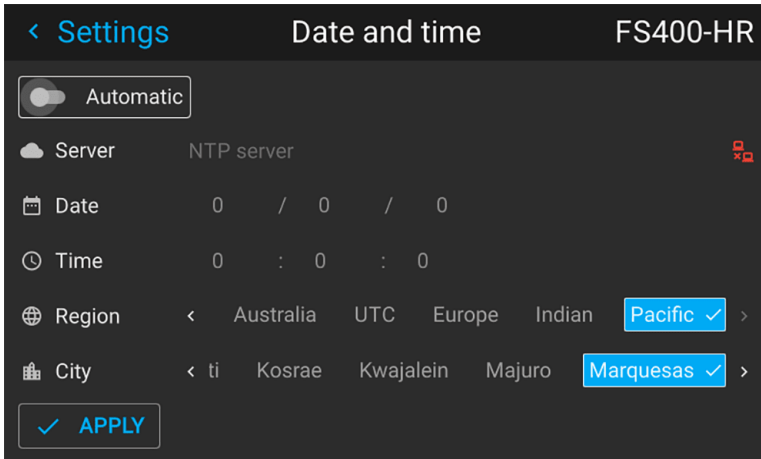 Settings Date and time FS400-HR
Automatic
Server NTP server
Date 0 / 0 / 0
Time 0 : 0 : 0
Region Australia UTC Europe Indian Pacific
City ti Kosrae Kwajalein Majuro Marquesas
APPLY